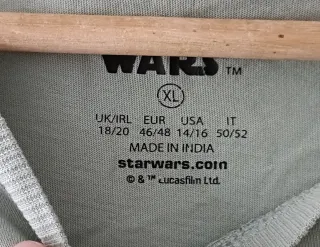 WARS ™
XL
UK/IRL EUR USA IT
18/20 46/48 14/16 50/52
MADE IN INDIA
starwars.com
© & ™ Lucasfilm Ltd.